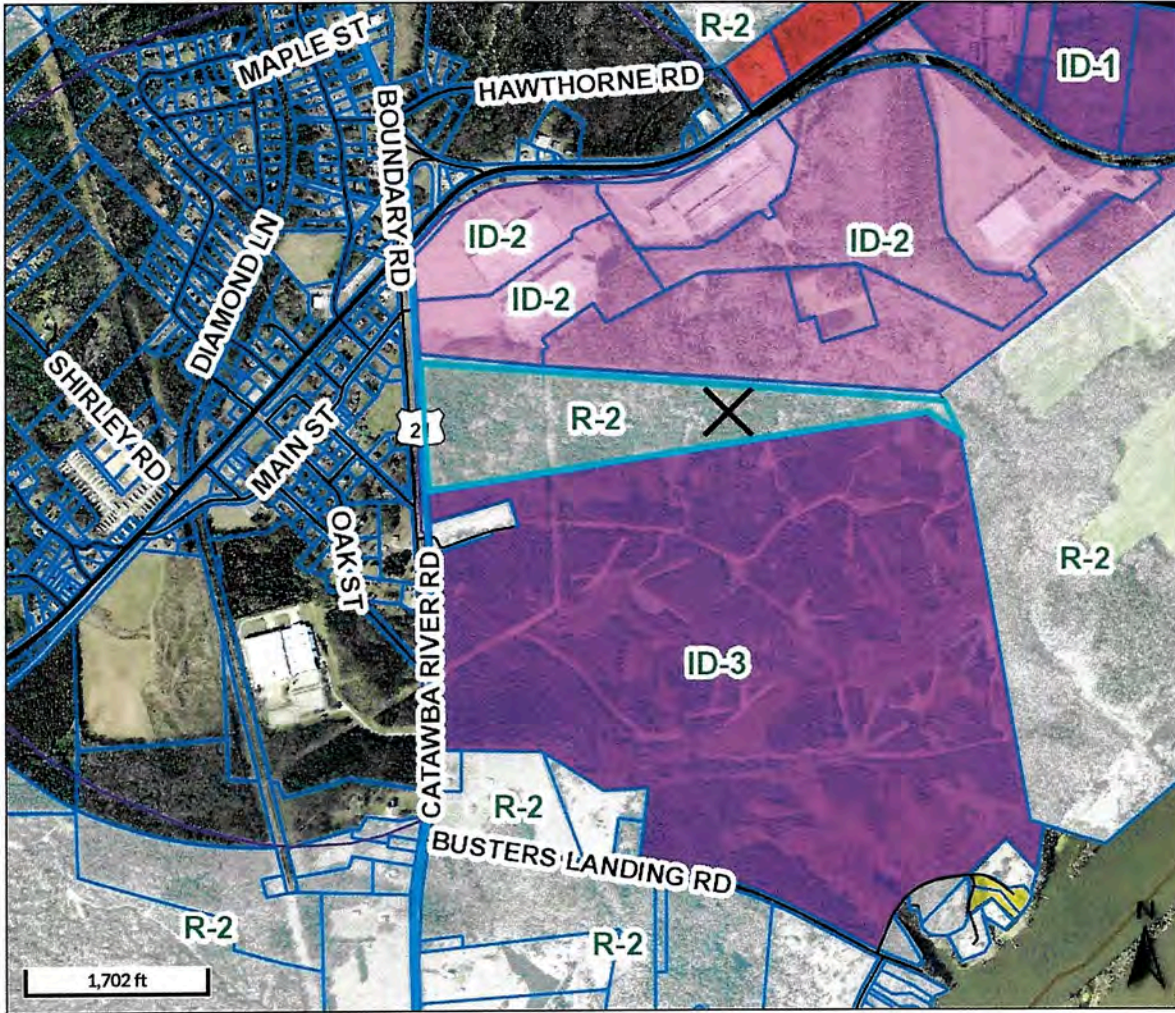 R-2
MAPLE ST
ID-1
HAWTHORNE RD
BOUNDARY RD
ID-2
ID-2
ID-2
DIAMOND LN
SHIRLEY RD
MAIN ST
R-2
21
OAK ST
R-2
CATAWBA RIVER RD
ID-3
R-2
BUSTERS LANDING RD
R-2
R-2
N
1,702 ft